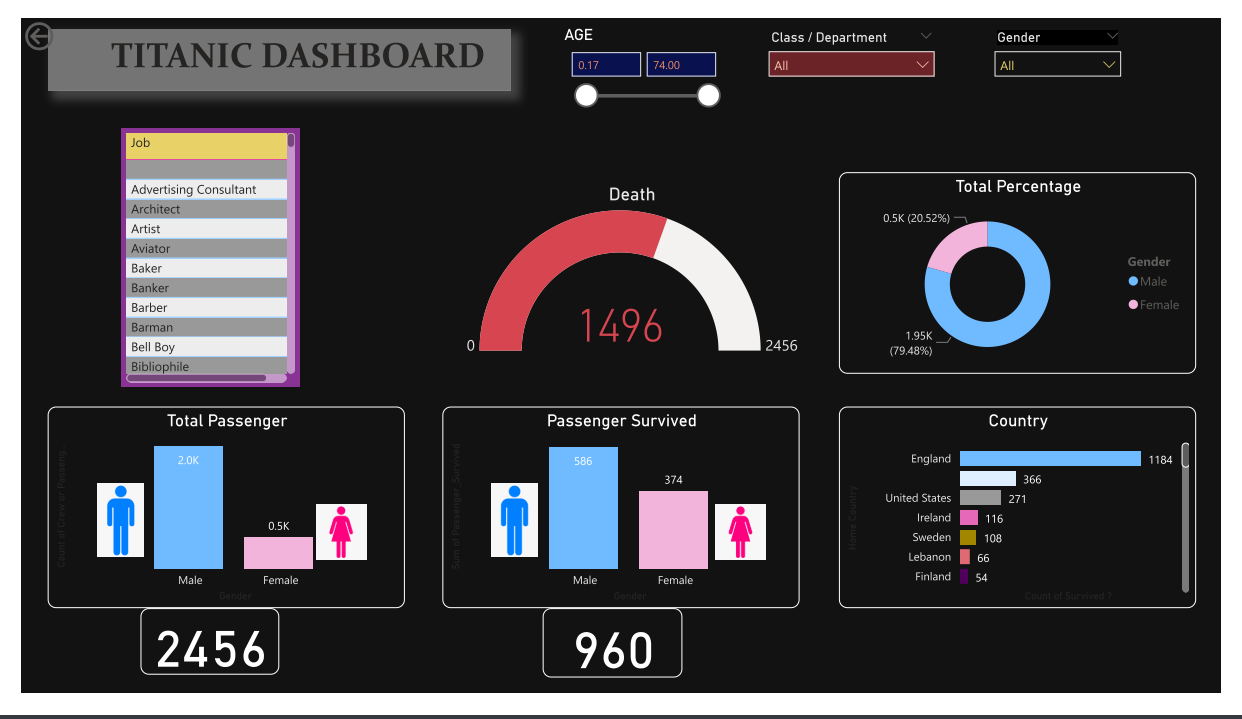 TITANIC DASHBOARD
AGE
0.17
74.00
Class / Department
All
Gender
All
Job
Advertising Consultant
Architect
Artist
Aviator
Baker
Banker
Barber
Barman
Bell Boy
Bibliophile
Death
1496
0
2456
Total Percentage
0.5K (20.52%)
1.95K
(79.48%)
Gender
Male
Female
Total Passenger
Count of Crew or Passeng...
2.0K
0.5K
Male
Female
Gender
2456
Passenger Survived
Sum of Passenger_Survived
586
374
Male
Female
Gender
960
Country
Home Country
England
1184
366
United States
271
Ireland
116
Sweden
108
Lebanon
66
Finland
54
Count of Survived ?